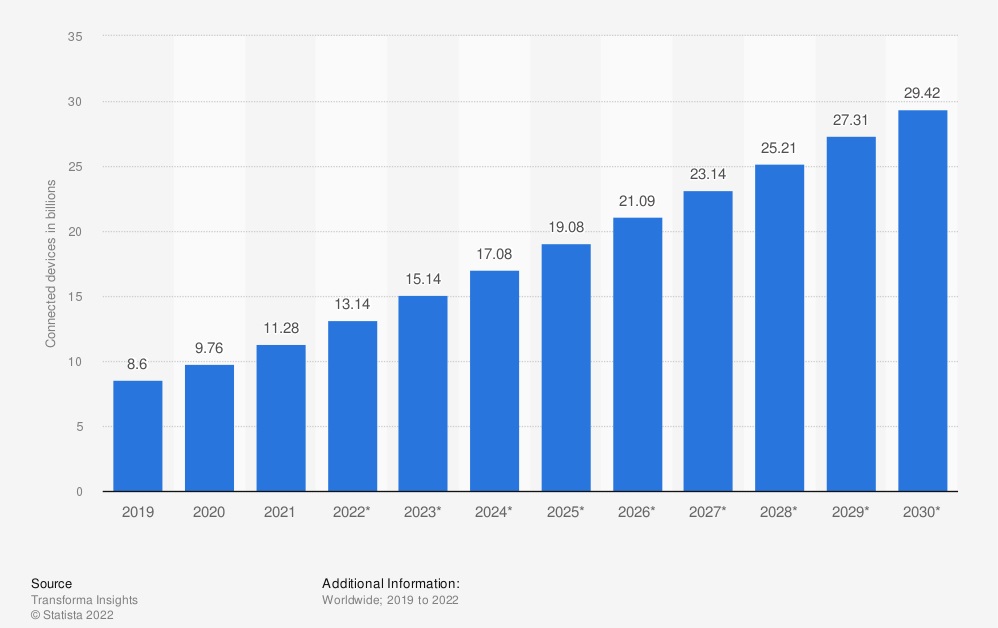 35
30
25
20
15
10
5
0
Connected devices in billions
8.6
9.76
11.28
13.14
15.14
17.08
19.08
21.09
23.14
25.21
27.31
29.42
2019 2020 2021 2022* 2023* 2024* 2025* 2026* 2027* 2028* 2029* 2030*
Source
Transforma Insights
© Statista 2022
Additional Information:
Worldwide; 2019 to 2022